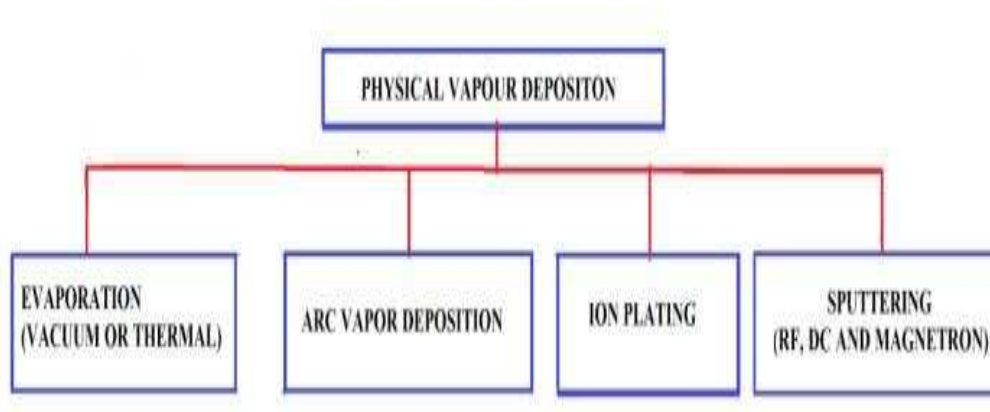 PHYSICAL VAPOUR DEPOSITON
EVAPORATION
(VACUUM OR THERMAL)
ARC VAPOR DEPOSITION
ION PLATING
SPUTTERING
(RF, DC AND MAGNETRON)